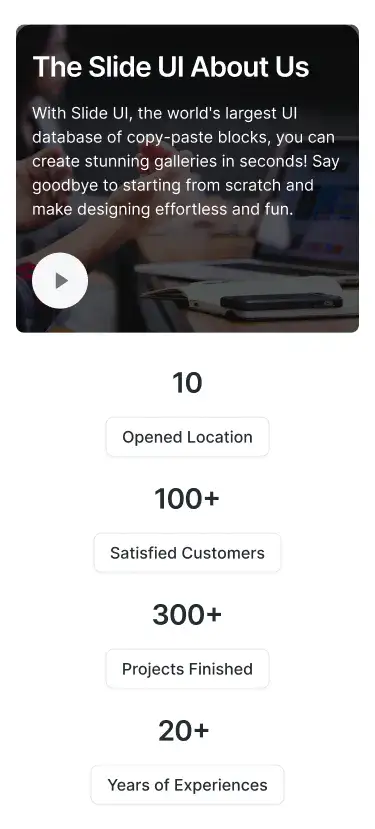 The Slide UI About Us
With Slide UI, the world's largest UI
database of copy-paste blocks, you can
create stunning galleries in seconds! Say
goodbye to starting from scratch and
make designing effortless and fun.
10
Opened Location
100+
Satisfied Customers
300+
Projects Finished
20+
Years of Experiences